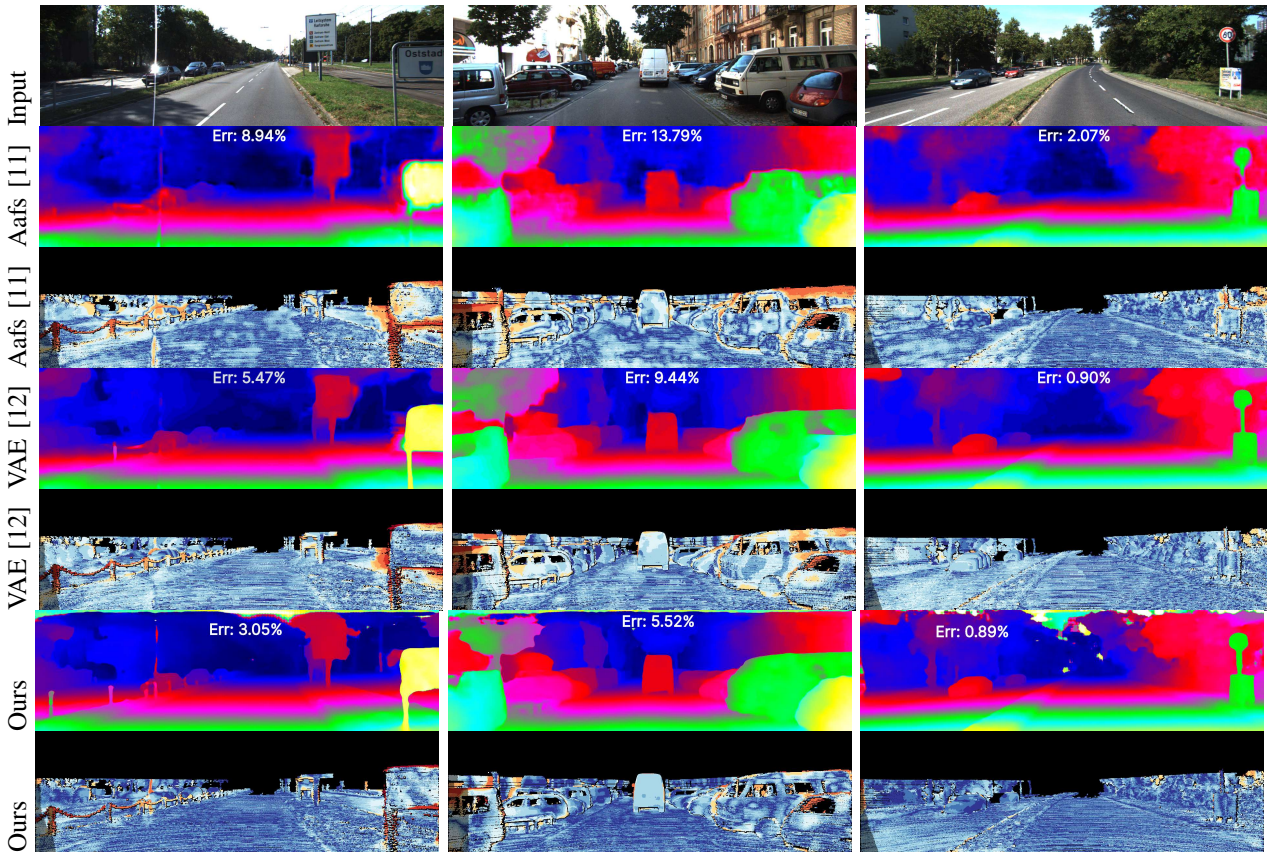 Input
Leitsystem
Karlsruhe
Oststadt
60
Aafs [11]
Err: 8.94%
Err: 13.79%
Err: 2.07%
Aafs [11]
VAE [12]
Err: 5.47%
Err: 9.44%
Err: 0.90%
VAE [12]
Ours
Err: 3.05%
Err: 5.52%
Err: 0.89%
Ours